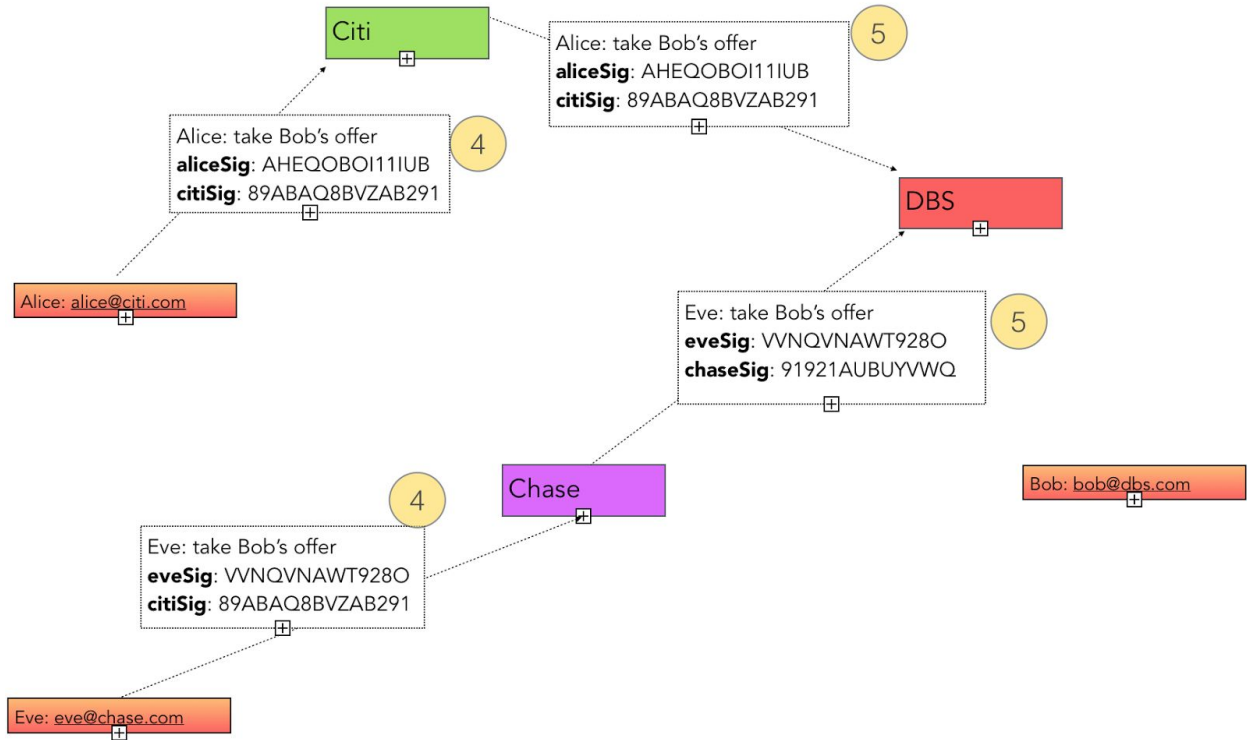 Citi
Alice: take Bob's offer
aliceSig: AHEQOBOI11IUB
citiSig: 89ABAQ8BVZAB291
5
Alice: take Bob's offer
aliceSig: AHEQOBOI11IUB
citiSig: 89ABAQ8BVZAB291
4
DBS
Alice: alice@citi.com
Eve: take Bob's offer
eveSig: VVNQVNAWT928O
chaseSig: 91921AUBUYVWQ
5
Chase
Bob: bob@dbs.com
4
Eve: take Bob's offer
eveSig: VVNQVNAWT928O
citiSig: 89ABAQ8BVZAB291
Eve: eve@chase.com